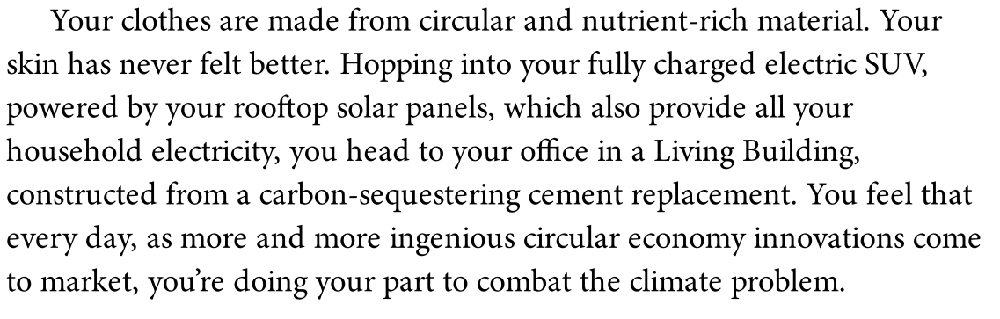 Your clothes are made from circular and nutrient-rich material. Your
skin has never felt better. Hopping into your fully charged electric SUV,
powered by your rooftop solar panels, which also provide all your
household electricity, you head to your office in a Living Building,
constructed from a carbon-sequestering cement replacement. You feel that
every day, as more and more ingenious circular economy innovations come
to market, you’re doing your part to combat the climate problem.